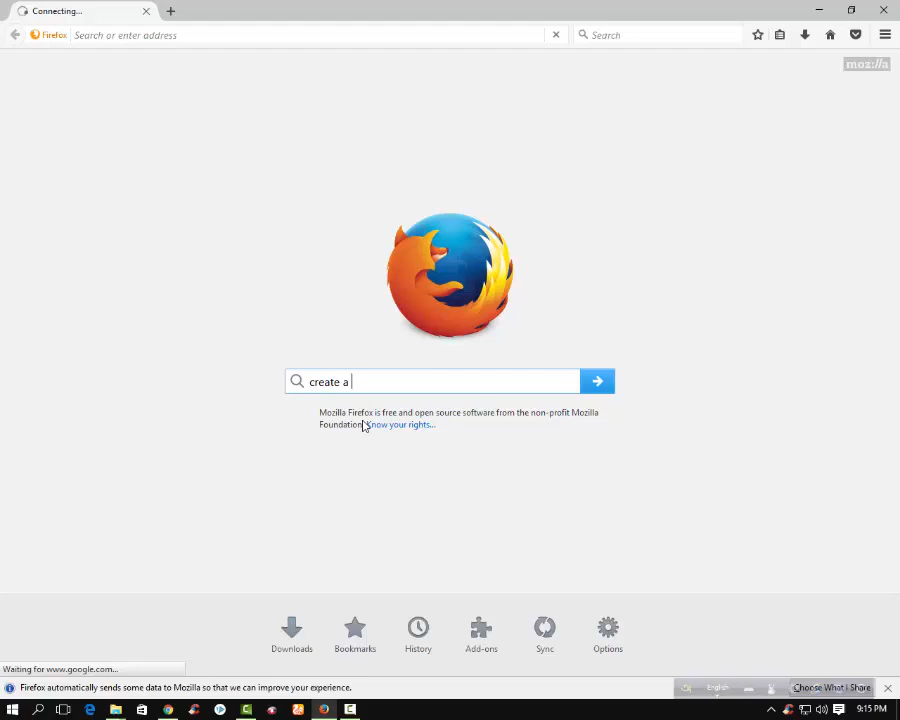 Connecting...
Firefox
Search or enter address
Search
moz://a
create a
Mozilla Firefox is free and open source software from the non-profit Mozilla
Foundation. Know your rights...
Downloads
Bookmarks
History
Add-ons
Sync
Options
Waiting for www.google.com...
Firefox automatically sends some data to Mozilla so that we can improve your experience.
English
Choose What I Share
9:15 PM